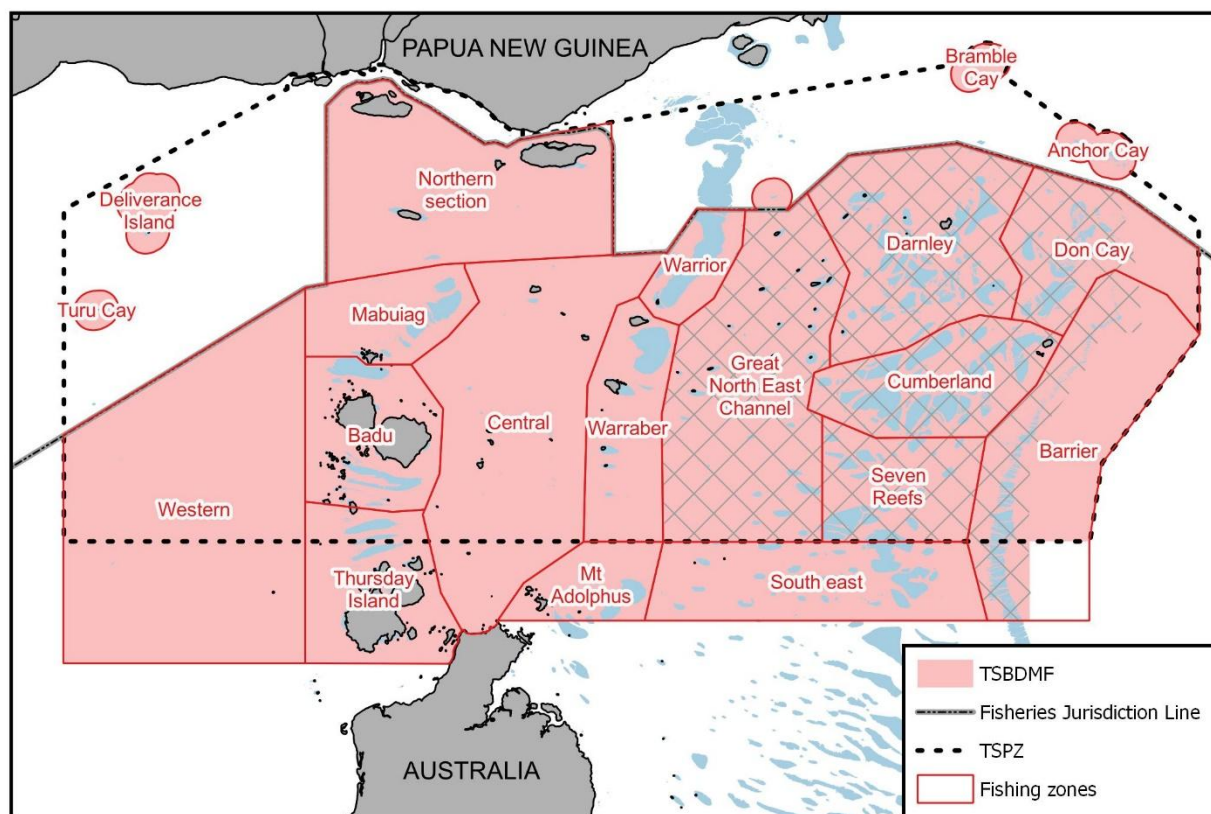 PAPUA NEW GUINEA
Bramble
Cay
Anchor Cay
Deliverance
Island
Northern
section
Darnley
Don Cay
Warrior
Turu Cay
Mabuiag
Great
North East
Channel
Cumberland
Badu
Central
Warraber
Barrier
Seven
Reefs
Western
Thursday
Island
Mt
Adolphus
South east
AUSTRALIA
TSBDMF
Fisheries Jurisdiction Line
TSPZ
Fishing zones